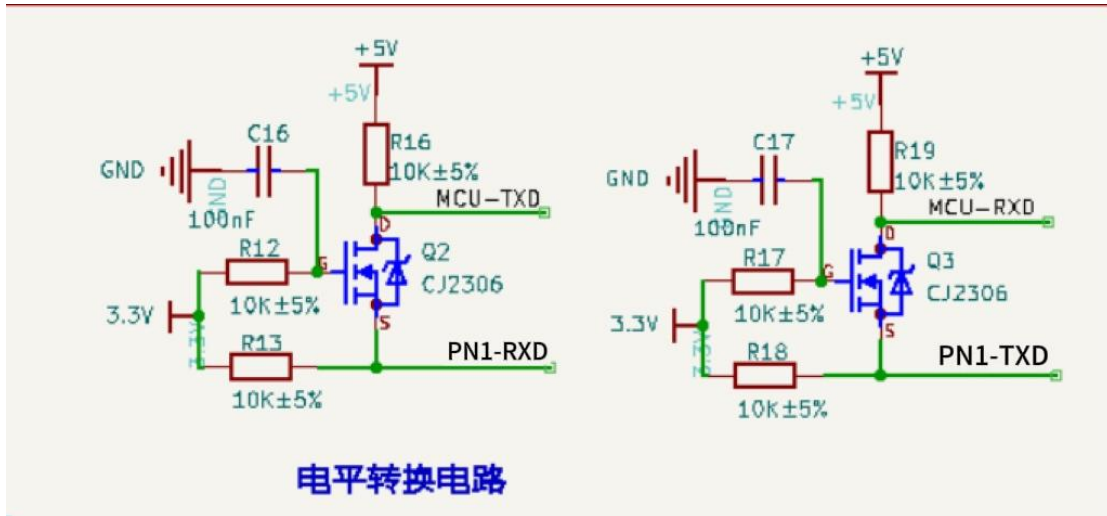 +5V
+5V
C16
R16
GND
10K±5%
GND
MCU-TXD
100nF
D
R12
Q2
G
CJ2306
10K±5%
3.3V
S
3.3V
R13
PN1-RXD
10K±5%
+5V
+5V
C17
R19
GND
10K±5%
GND
MCU-RXD
100nF
D
R17
Q3
G
CJ2306
10K±5%
3.3V
S
3.3V
R18
PN1-TXD
10K±5%
电平转换电路